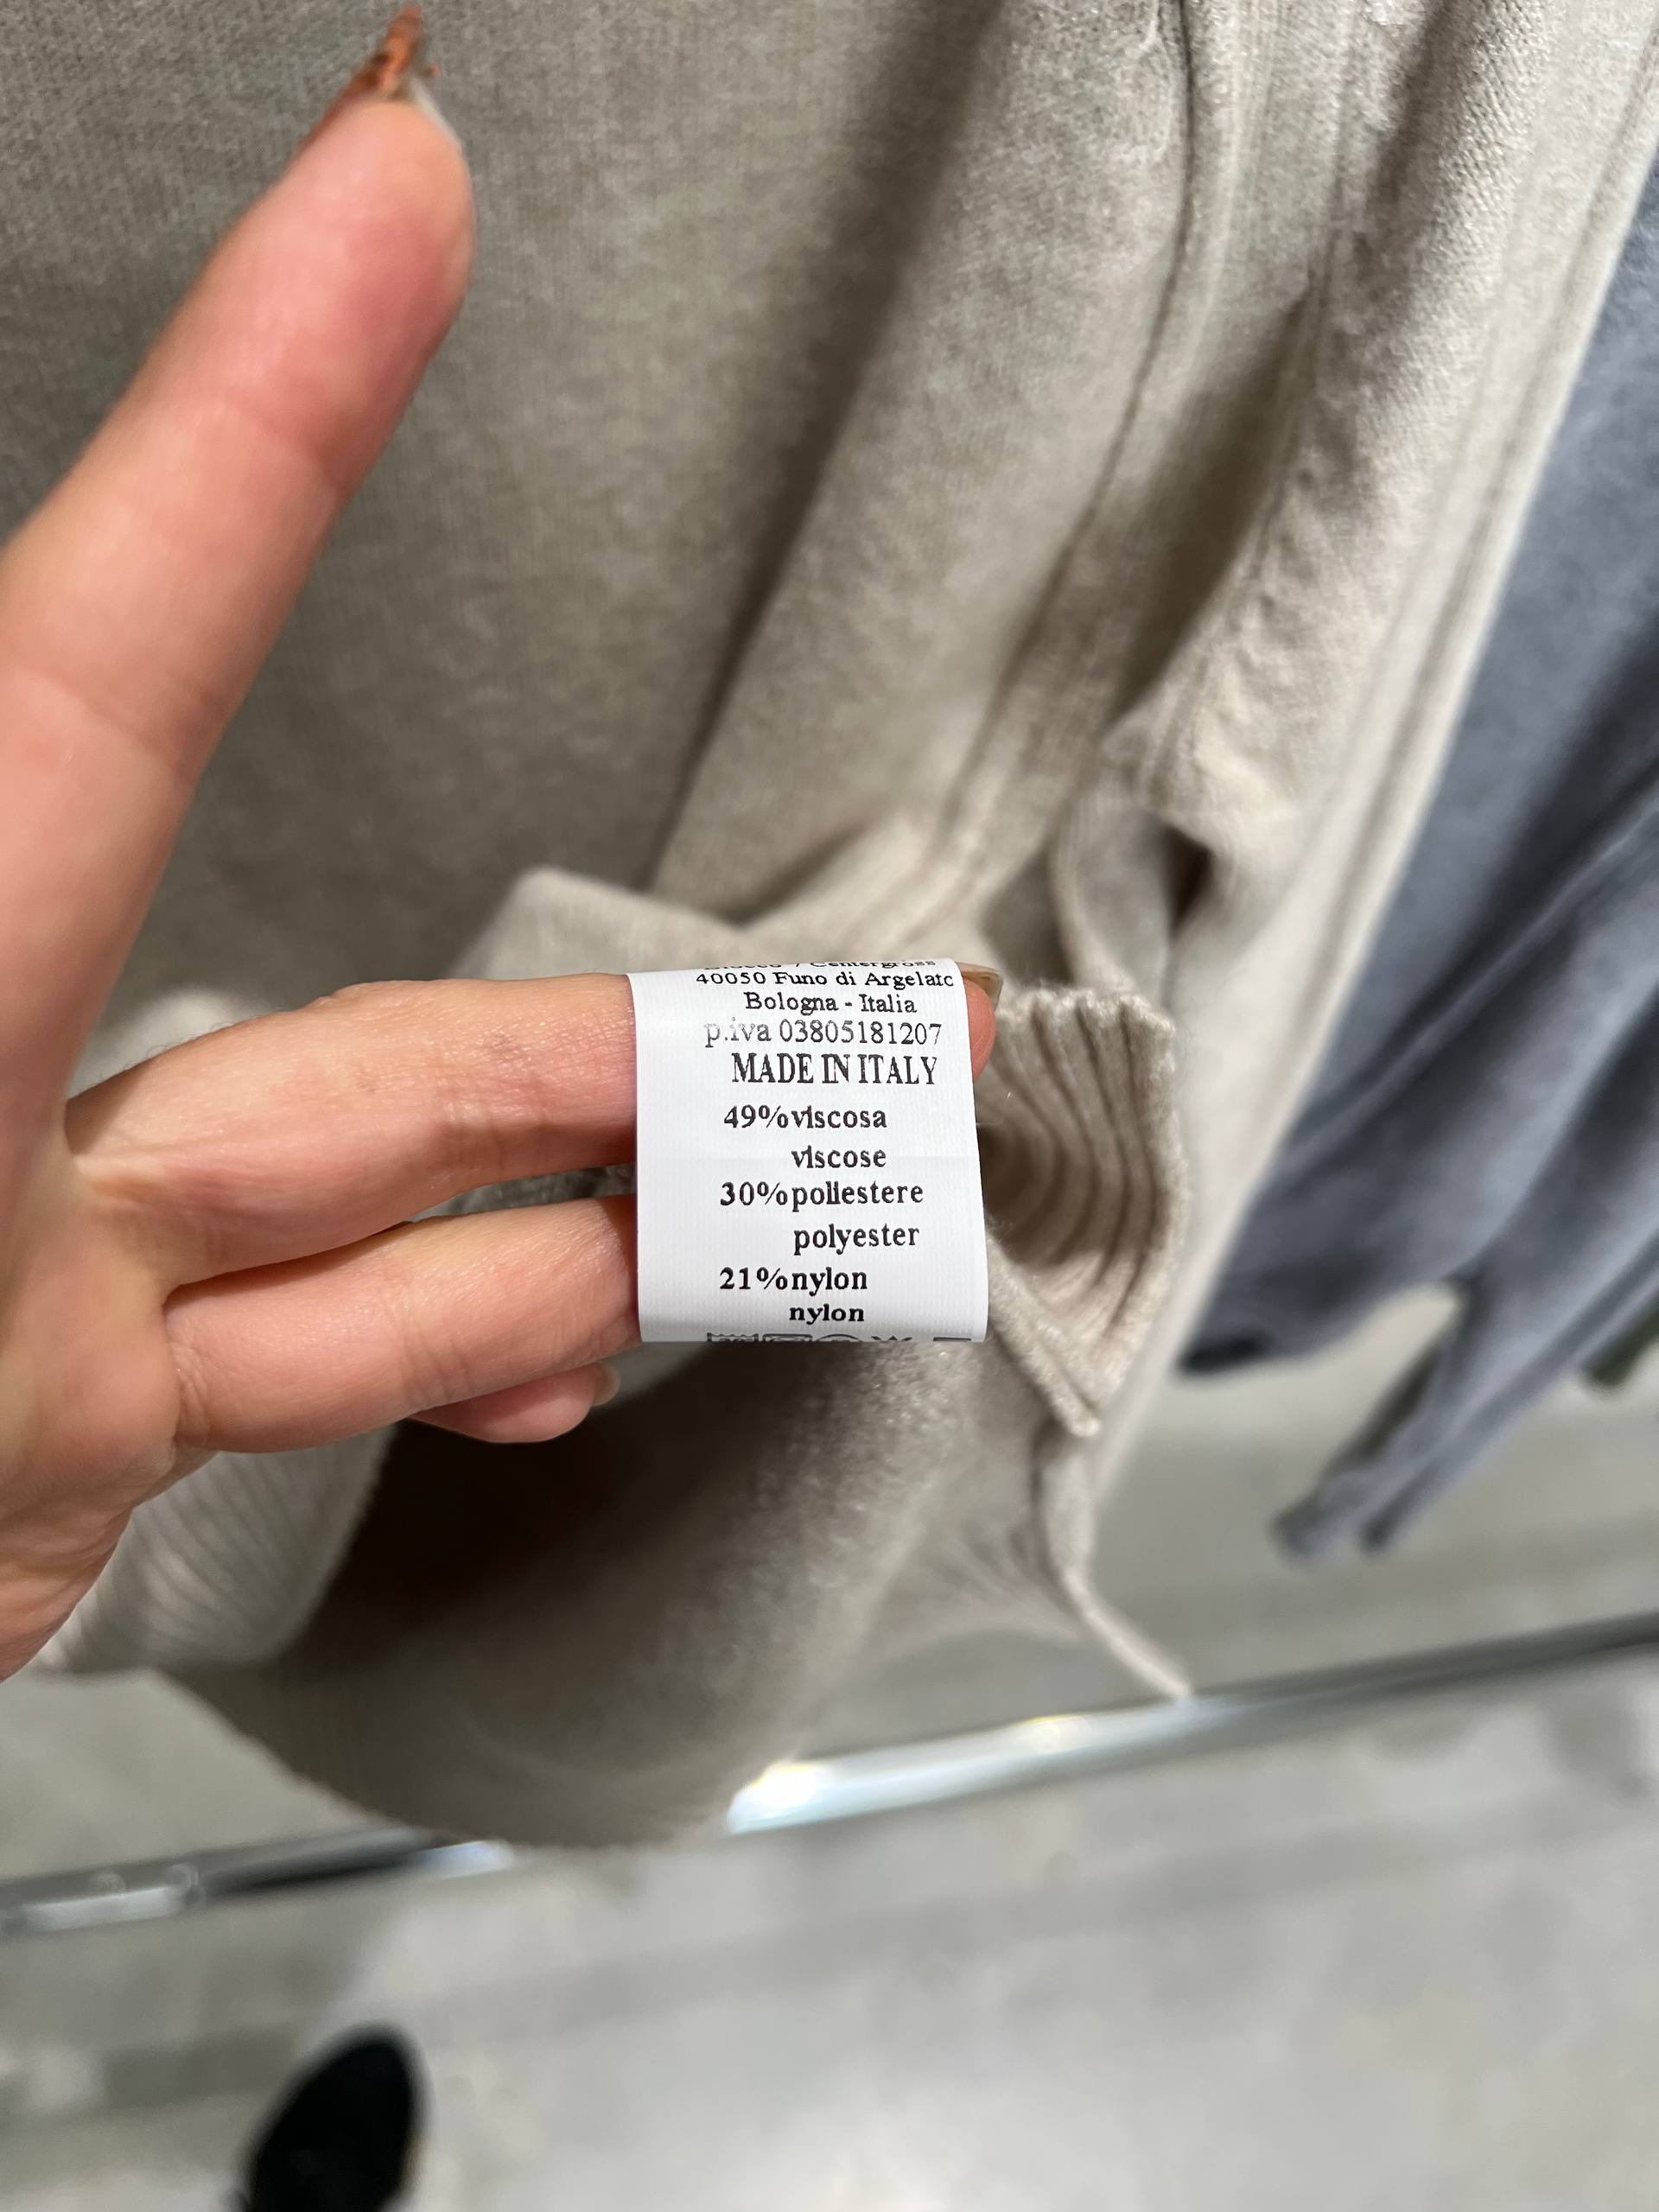 40050 Funo di Argelato
Bologna - Italia
p.iva 03805181207
MADE IN ITALY
49% viscosa
viscose
30% poliestere
polyester
21% nylon
nylon